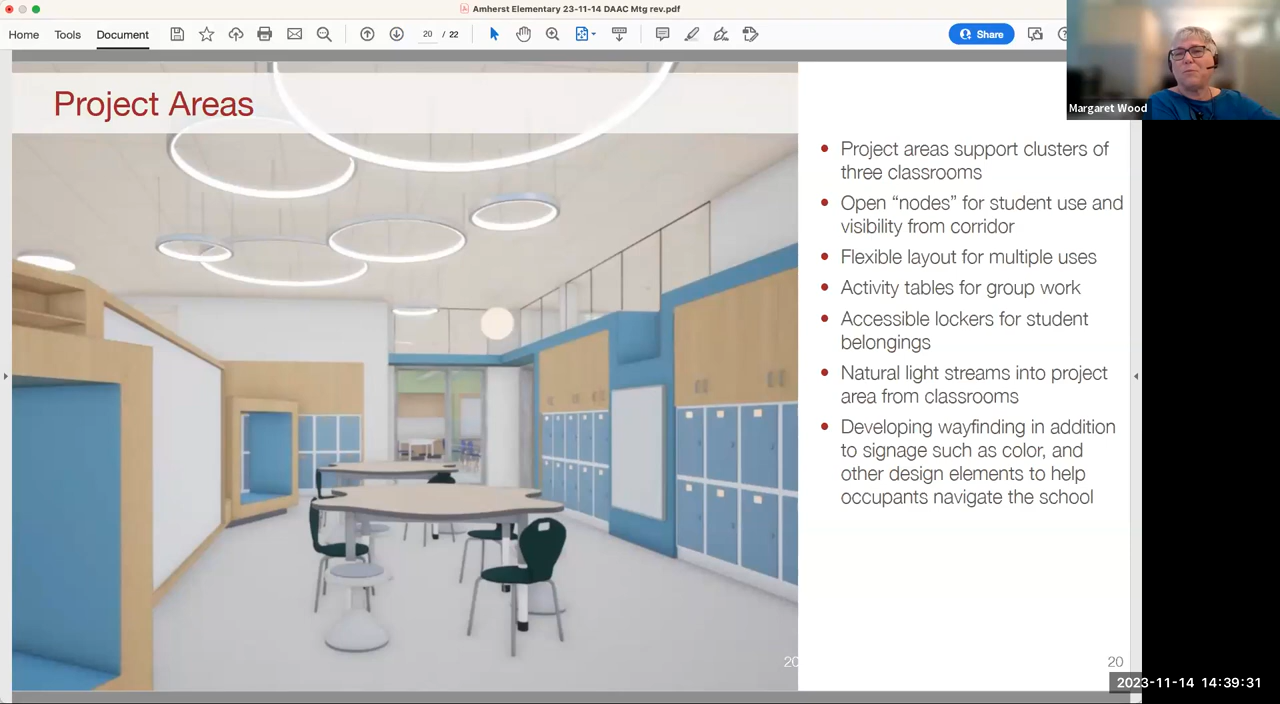 Amherst Elementary 23-11-14 DAAC Mtg rev.pdf
Home Tools Document 20 / 22 Share
Margaret Wood
Project Areas
• Project areas support clusters of
three classrooms
• Open “nodes” for student use and
visibility from corridor
• Flexible layout for multiple uses
• Activity tables for group work
• Accessible lockers for student
belongings
• Natural light streams into project
area from classrooms
• Developing wayfinding in addition
to signage such as color, and
other design elements to help
occupants navigate the school
20 20
2023-11-14 14:39:31